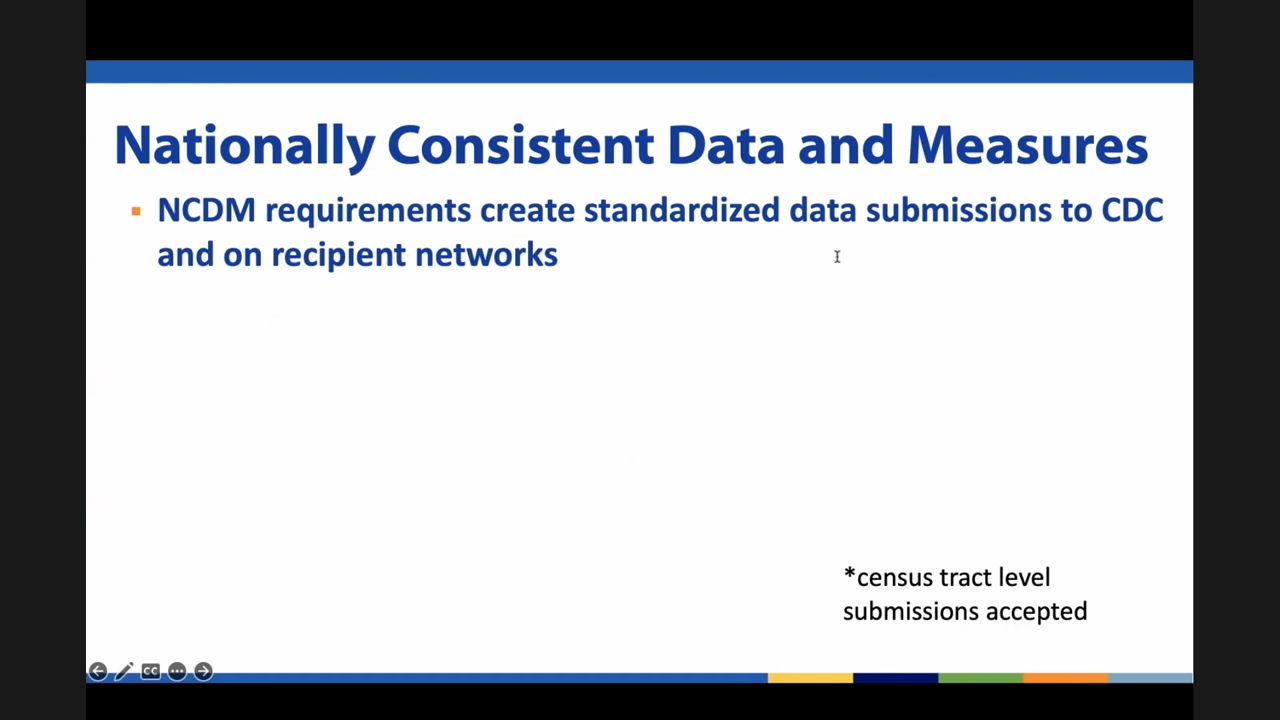 Nationally Consistent Data and Measures
NCDM requirements create standardized data submissions to CDC
and on recipient networks
*census tract level
submissions accepted
CC